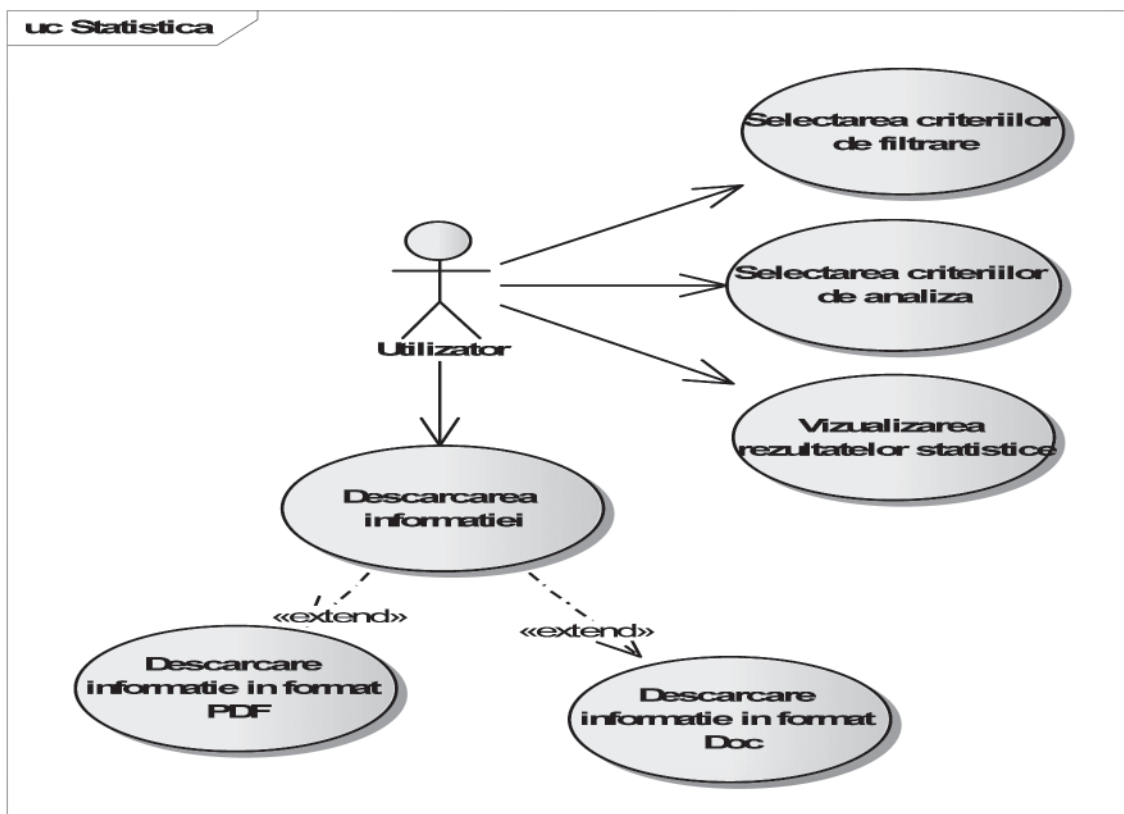 uc Statistica
Selectarea criteriilor
de filtrare
Selectarea criteriilor
de analiza
Utilizator
Vizualizarea
rezultatelor statistice
Descarcarea
informatiei
«extend»
«extend»
Descarcare
informatie in format
PDF
Descarcare
informatie in format
Doc